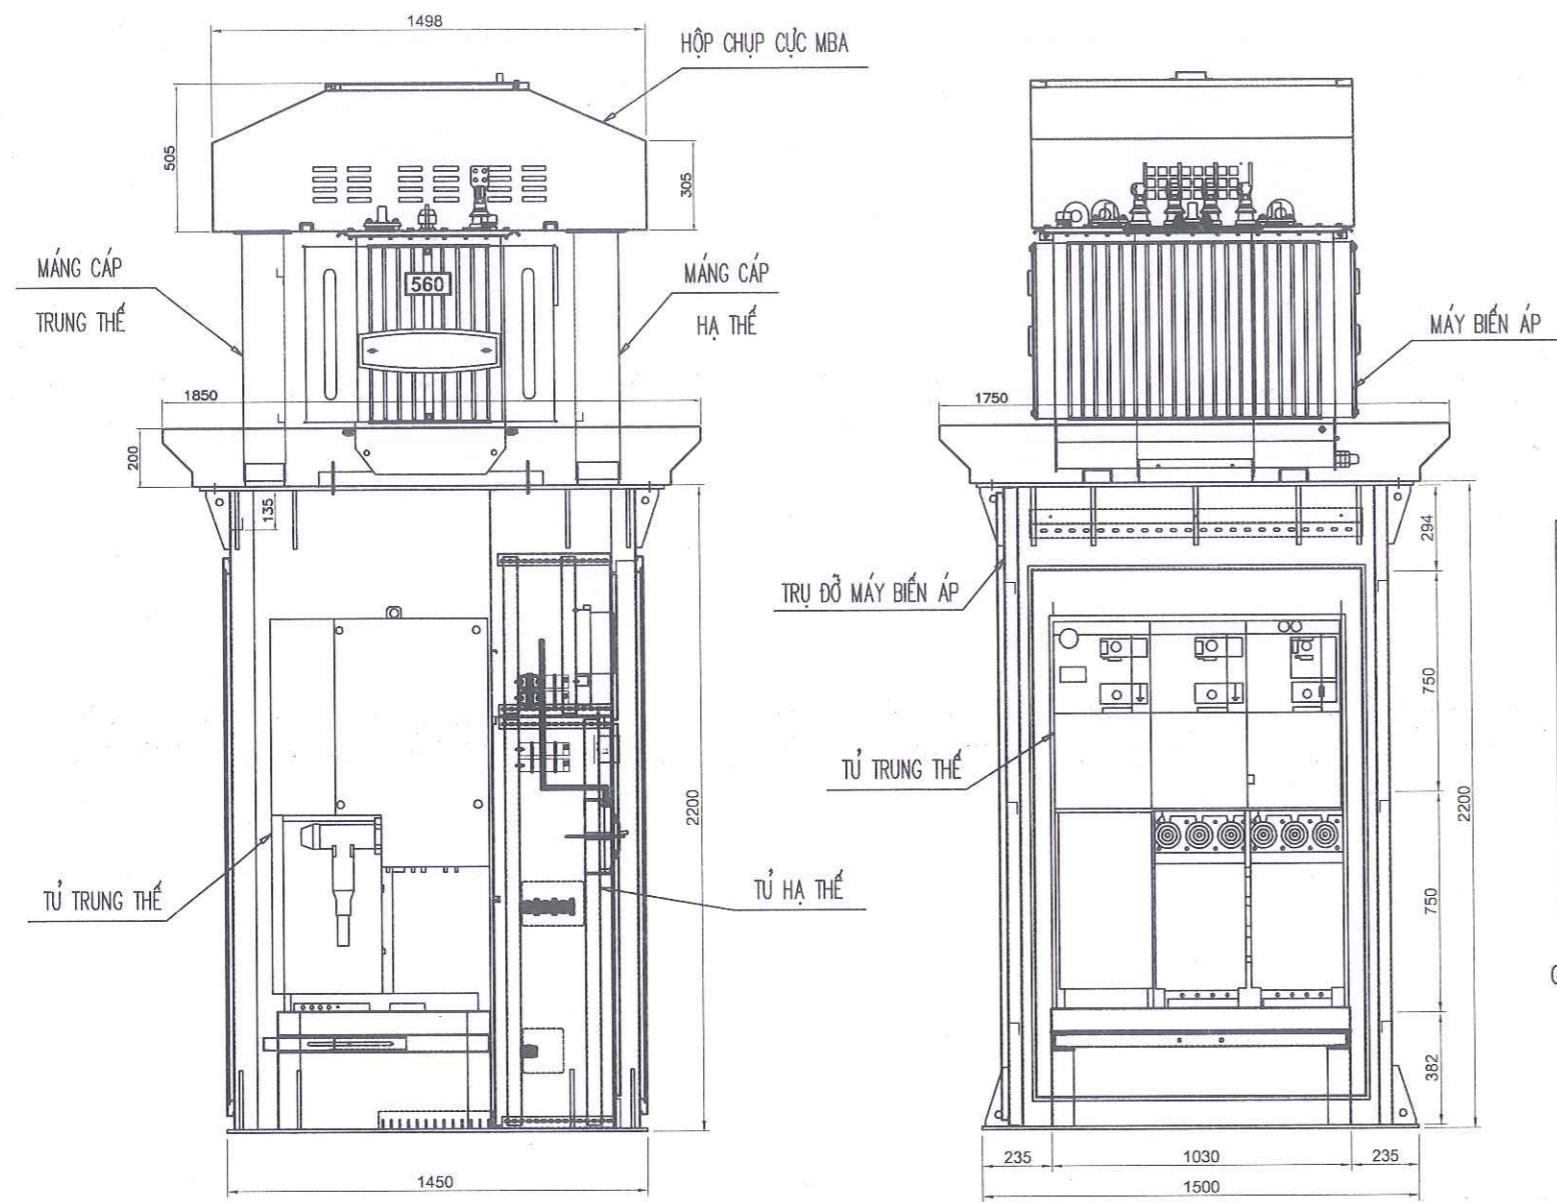 1498
HỘP CHỤP CỰC MBA
505
305
MÁNG CÁP
TRUNG THẾ
560
MÁNG CÁP
HẠ THẾ
1850
200
135
2200
TỦ TRUNG THẾ
TỦ HẠ THẾ
1450
MÁY BIẾN ÁP
1750
294
TRỤ ĐỠ MÁY BIẾN ÁP
750
2200
TỦ TRUNG THẾ
750
382
235
1030
235
1500